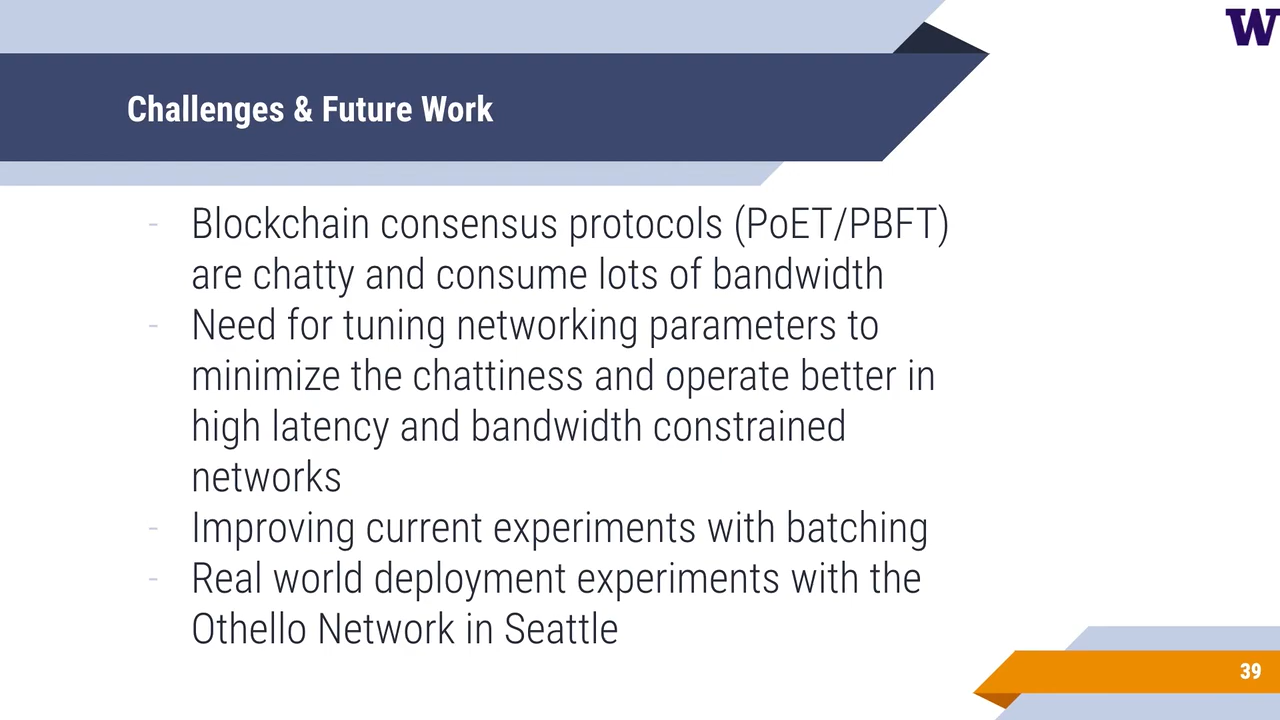 W
Challenges & Future Work
- Blockchain consensus protocols (PoET/PBFT)
are chatty and consume lots of bandwidth
- Need for tuning networking parameters to
minimize the chattiness and operate better in
high latency and bandwidth constrained
networks
- Improving current experiments with batching
- Real world deployment experiments with the
Othello Network in Seattle
39